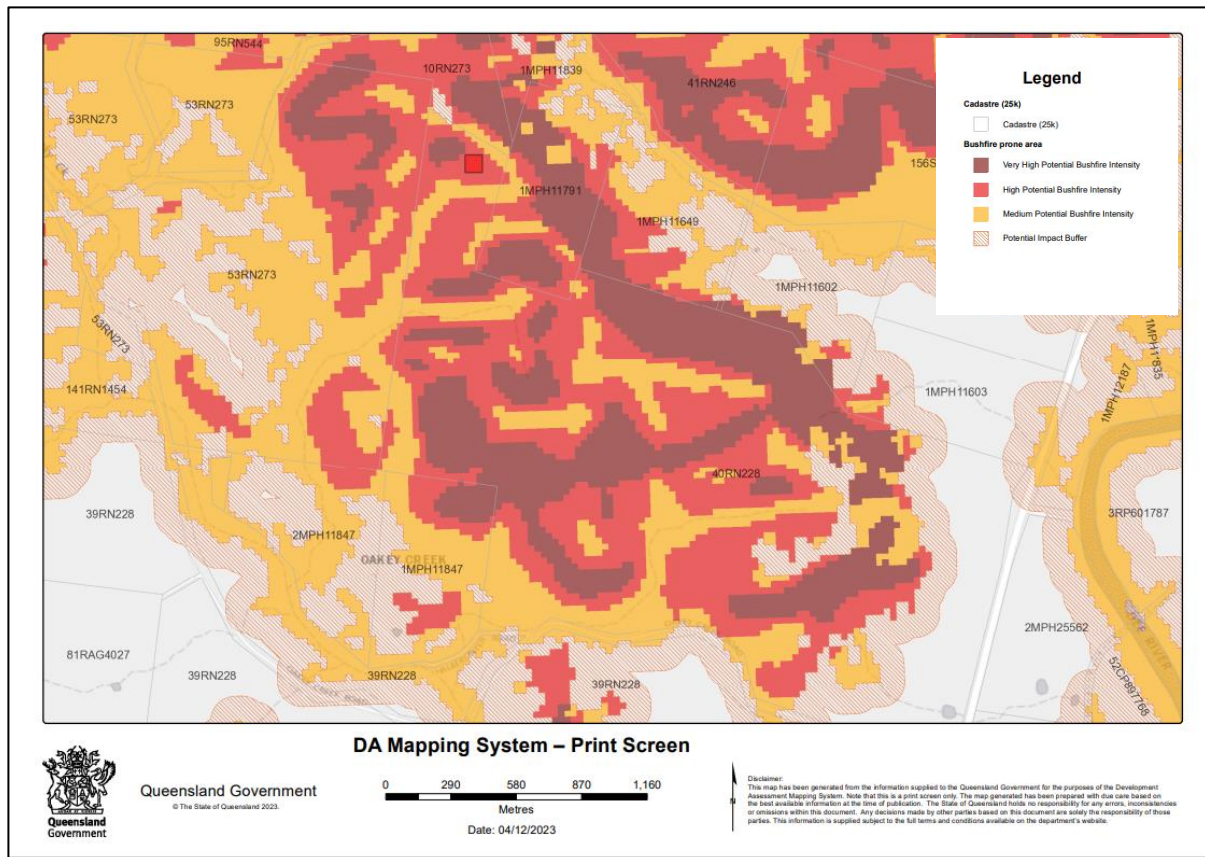 95RN544
10RN273
1MPH11839
41RN246
53RN273
53RN273
156S
1MPH11791
1MPH11649
53RN273
1MPH11602
53RN273
1MPH1'835
1MPH12187
141RN1454
1MPH11603
40RN228
39RN228
3RP601787
2MPH11847
OAKEY CREEK
1MPH11847
2MPH25562
81RAG4027
39RN228
39RN228
39RN228
52CP897768
RIVER
OAKEY CREEK ROAD
Legend
Cadastre (25k)
Cadastre (25k)
Bushfire prone area
Very High Potential Bushfire Intensity
High Potential Bushfire Intensity
Medium Potential Bushfire Intensity
Potential Impact Buffer
DA Mapping System – Print Screen
Queensland
Government
Queensland Government
© The State of Queensland 2023.
0 290 580 870 1,160
Metres
Date: 04/12/2023
N
Disclaimer:
This map has been generated from the information supplied to the Queensland Government for the purposes of the Development
Assessment Mapping System. Note that this is a print screen only. The map generated has been prepared with due care based on
the best available information at the time of publication. The State of Queensland holds no responsibility for any errors, inconsistencies
or omissions within this document. Any decisions made by other parties based on this document are solely the responsibility of those
parties. This information is supplied subject to the full terms and conditions available on the department's website.